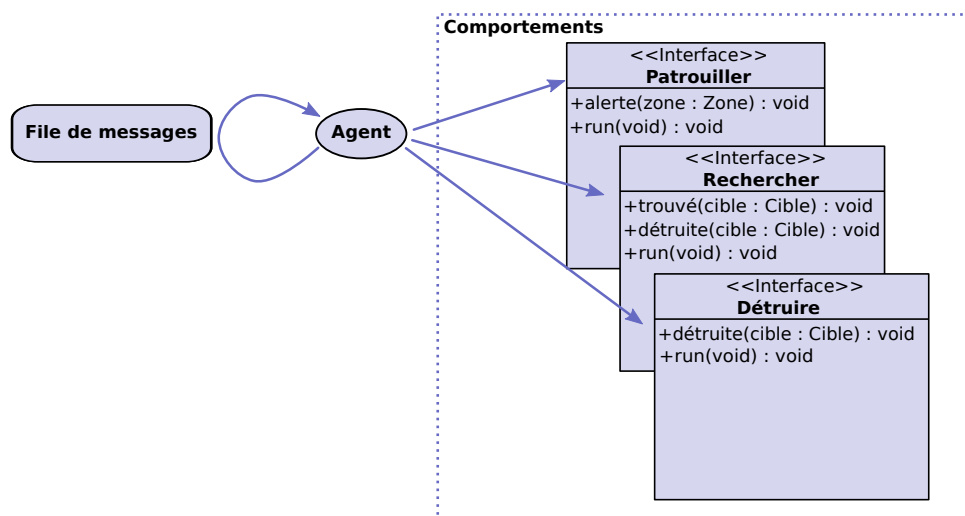 Comportements
<<Interface>>
Patrouiller
+alerte(zone : Zone) : void
+run(void) : void
File de messages
Agent
<<Interface>>
Rechercher
+trouvé(cible : Cible) : void
+détruite(cible : Cible) : void
+run(void) : void
<<Interface>>
Détruire
+détruite(cible : Cible) : void
+run(void) : void